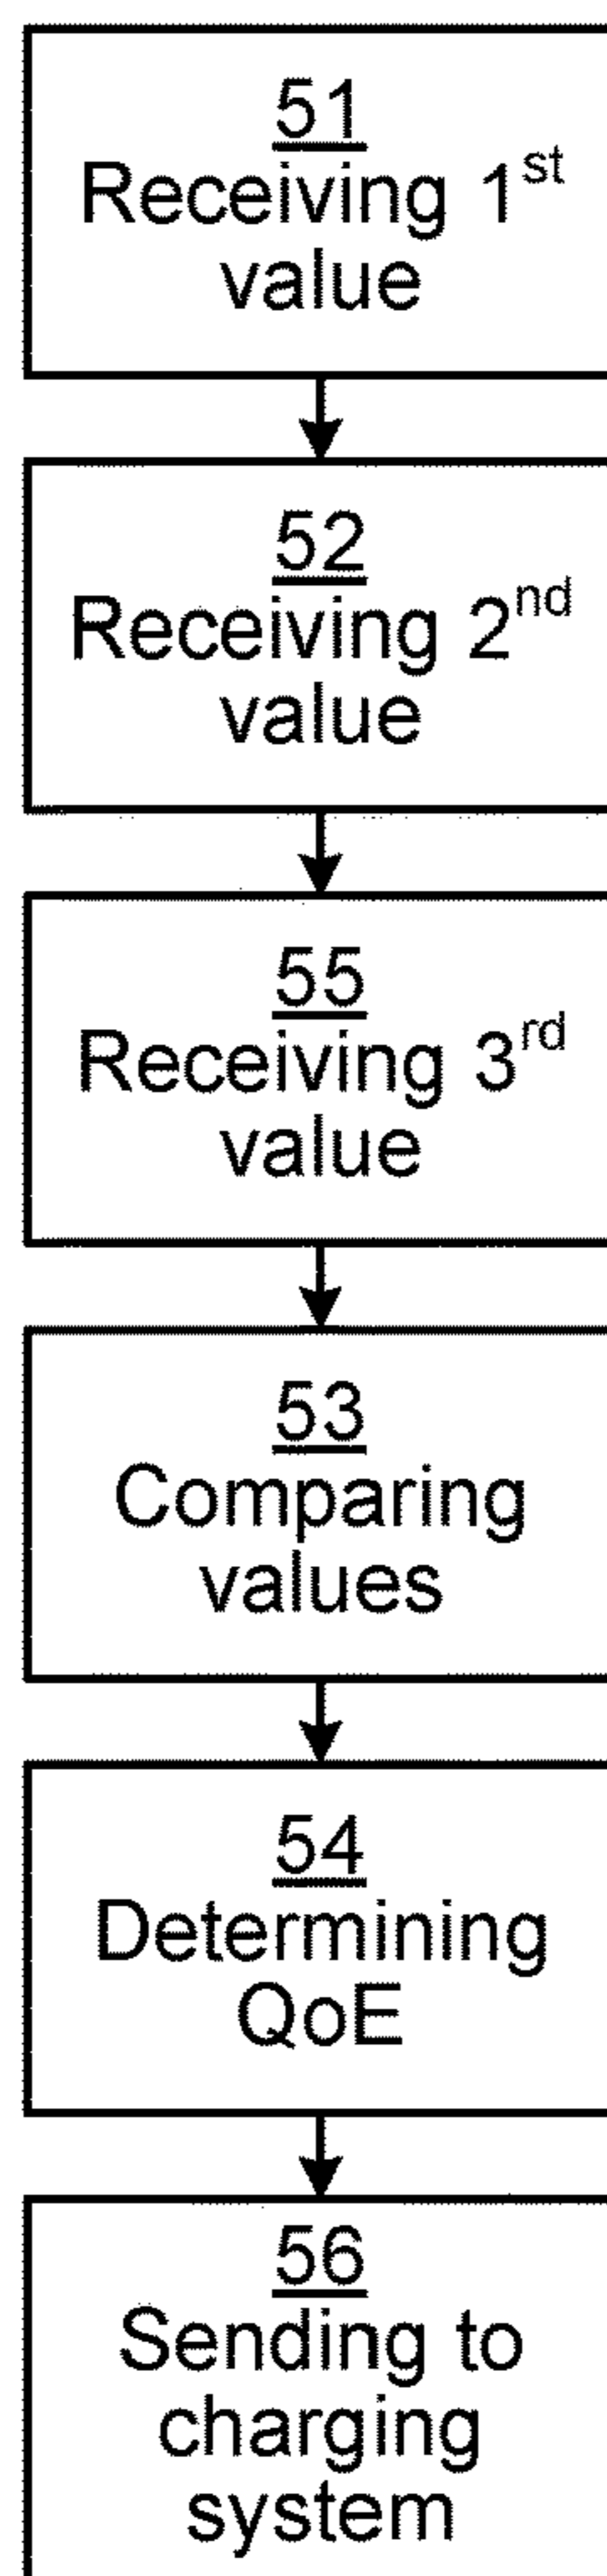 51
Receiving 1st
value
52
Receiving 2nd
value
55
Receiving 3rd
value
53
Comparing
values
54
Determining
QoE
56
Sending to
charging
system